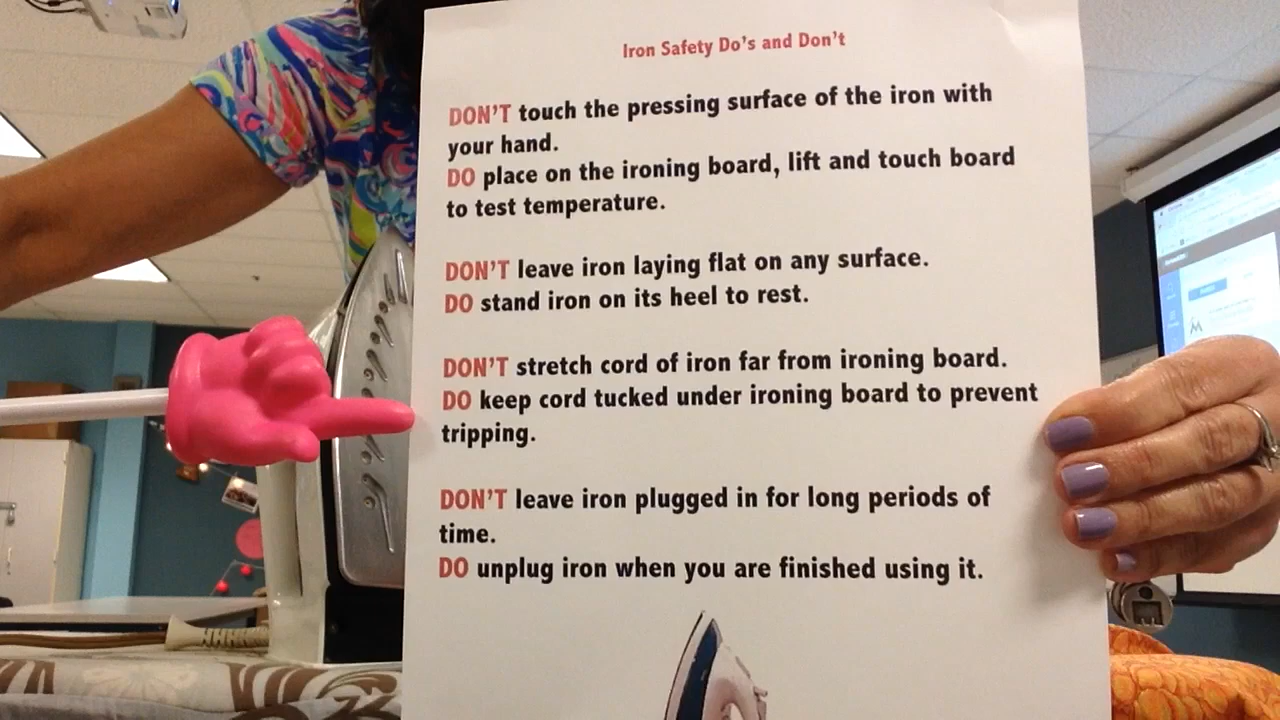 Iron Safety Do's and Don't
DON'T touch the pressing surface of the iron with
your hand.
DO place on the ironing board, lift and touch board
to test temperature.
DON'T leave iron laying flat on any surface.
DO stand iron on its heel to rest.
DON'T stretch cord of iron far from ironing board.
DO keep cord tucked under ironing board to prevent
tripping.
DON'T leave iron plugged in for long periods of
time.
DO unplug iron when you are finished using it.